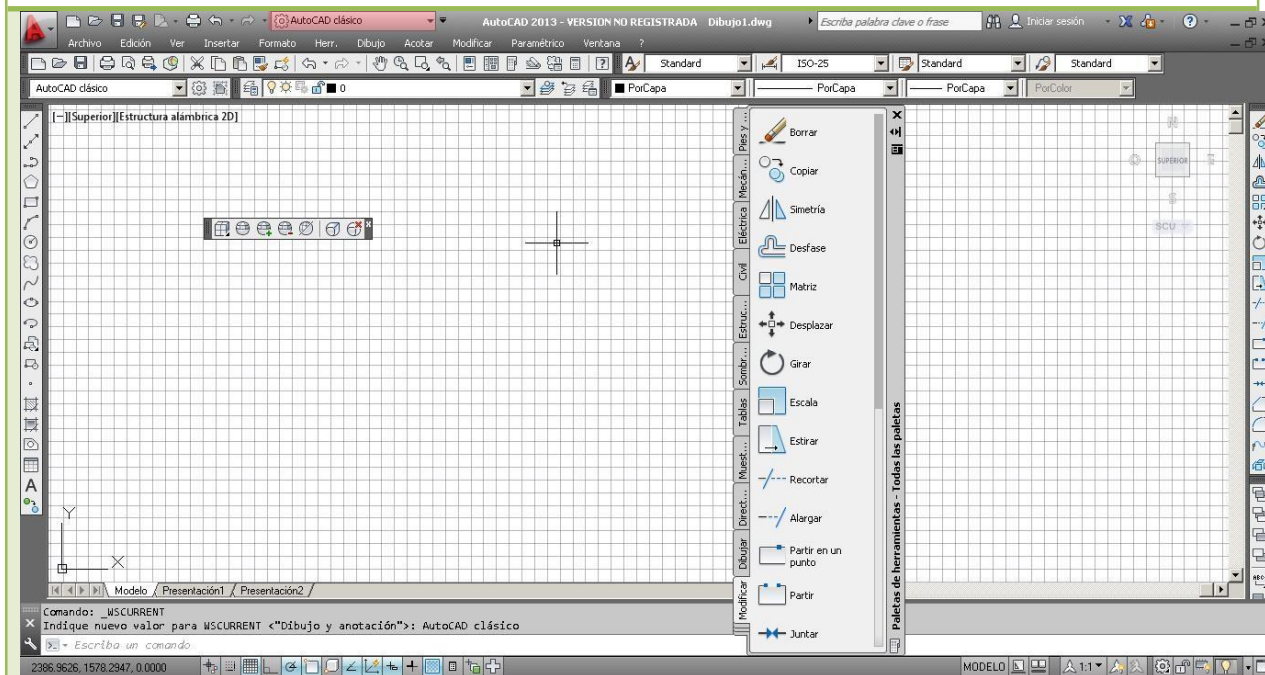 AutoCAD clásico
AutoCAD 2013 - VERSION NO REGISTRADA Dibujo1.dwg
Escriba palabra clave o frase
Iniciar sesión
?
Archivo Edición Ver Insertar Formato Herr. Dibujo Acotar Modificar Paramétrico Ventana ?
Standard ISO-25 Standard Standard
AutoCAD clásico 0 PorCapa PorCapa PorCapa PorColor
[−][Superior][Estructura alámbrica 2D]
SUPERIOR
S
SCU
Pies y ...
Mecán...
Eléctrica
Civil
Estruc...
Sombr...
Tablas
Muest...
Direct...
Dibujar
Modificar
Borrar
Copiar
Simetría
Desfase
Matriz
Desplazar
Girar
Escala
Estirar
Recortar
Alargar
Partir en un
punto
Partir
Juntar
Paletas de herramientas - Todas las paletas
A
Y
X
Modelo Presentación1 Presentación2
Comando: _WSCURRENT
Indique nuevo valor para WSCURRENT <"Dibujo y anotación">: AutoCAD clásico
Escriba un comando
2386.9626, 1578.2947, 0.0000
MODELO
1:1